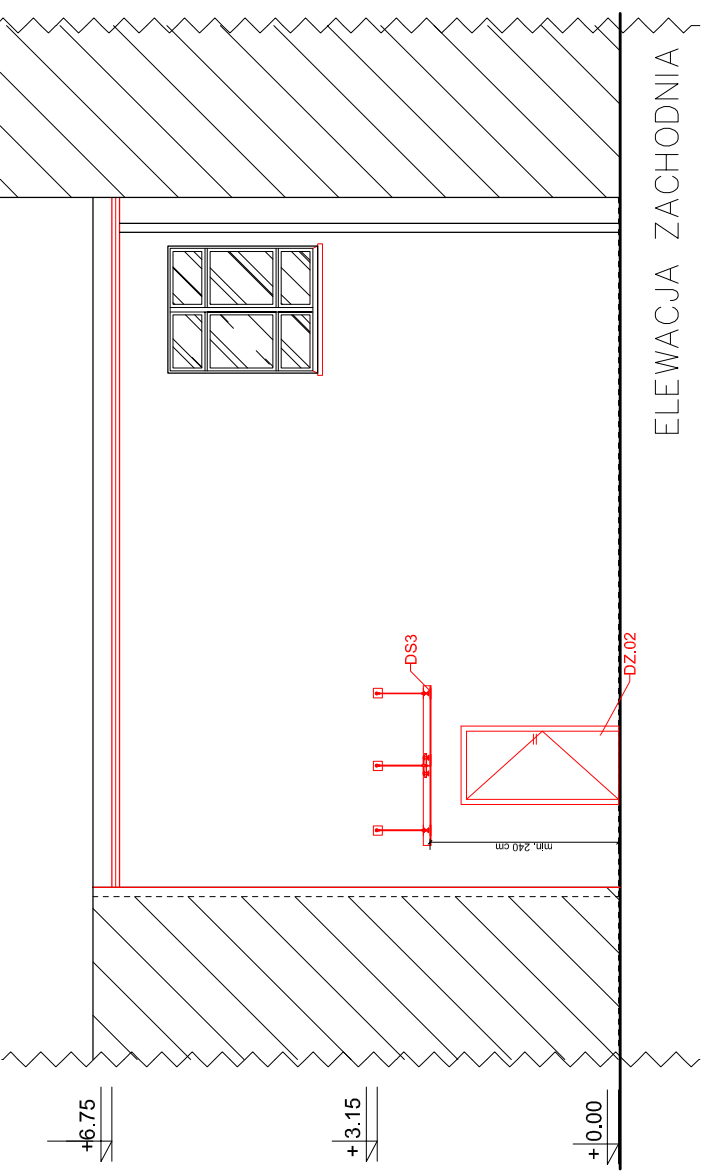 +6.75
+3.15
+0.00
DS3
DZ.02
min. 240 cm
ELEWACJA ZACHODNIA